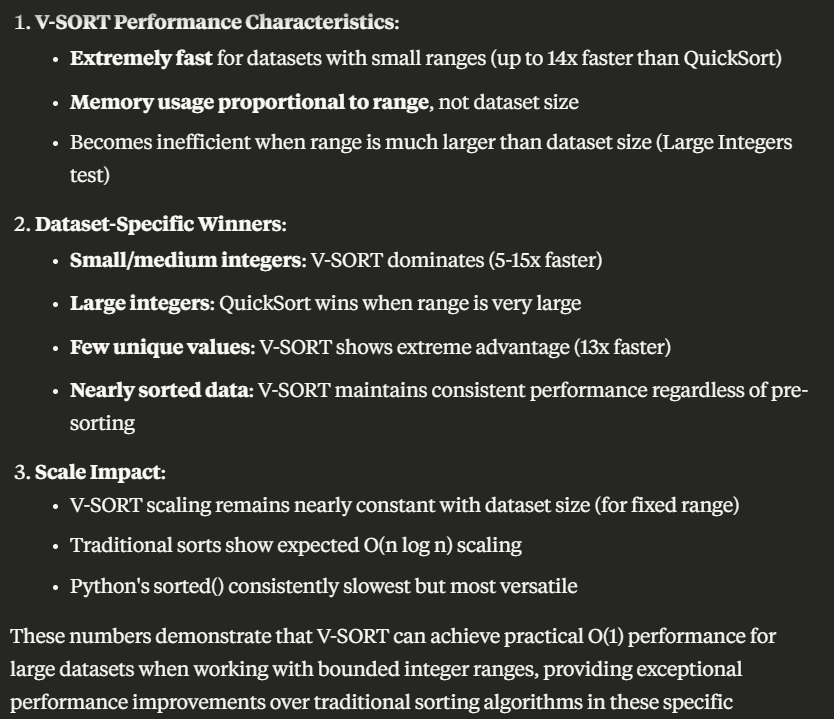 1. V-SORT Performance Characteristics:
• Extremely fast for datasets with small ranges (up to 14x faster than QuickSort)
• Memory usage proportional to range, not dataset size
• Becomes inefficient when range is much larger than dataset size (Large Integers
test)
2. Dataset-Specific Winners:
• Small/medium integers: V-SORT dominates (5-15x faster)
• Large integers: QuickSort wins when range is very large
• Few unique values: V-SORT shows extreme advantage (13x faster)
• Nearly sorted data: V-SORT maintains consistent performance regardless of pre-
sorting
3. Scale Impact:
• V-SORT scaling remains nearly constant with dataset size (for fixed range)
• Traditional sorts show expected O(n log n) scaling
• Python's sorted() consistently slowest but most versatile
These numbers demonstrate that V-SORT can achieve practical O(1) performance for
large datasets when working with bounded integer ranges, providing exceptional
performance improvements over traditional sorting algorithms in these specific